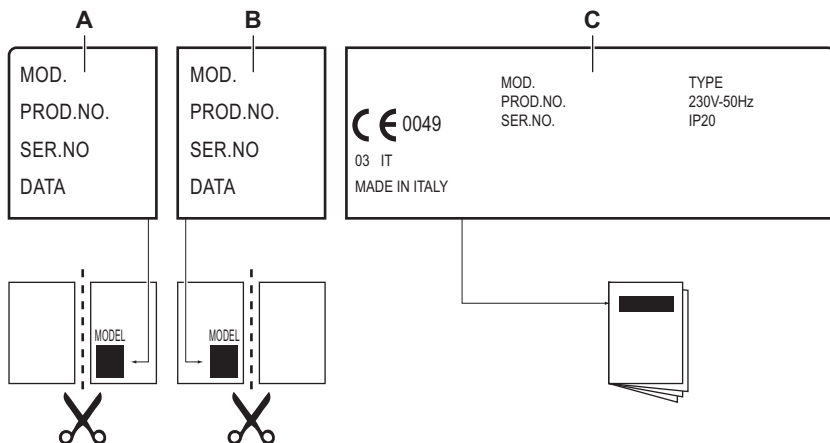 A
B
C
MOD.
PROD.NO.
SER.NO
DATA
MOD.
PROD.NO.
SER.NO
DATA
MOD.
PROD.NO.
SER.NO.
TYPE
230V-50Hz
IP20
CE 0049
03 IT
MADE IN ITALY
MODEL
MODEL